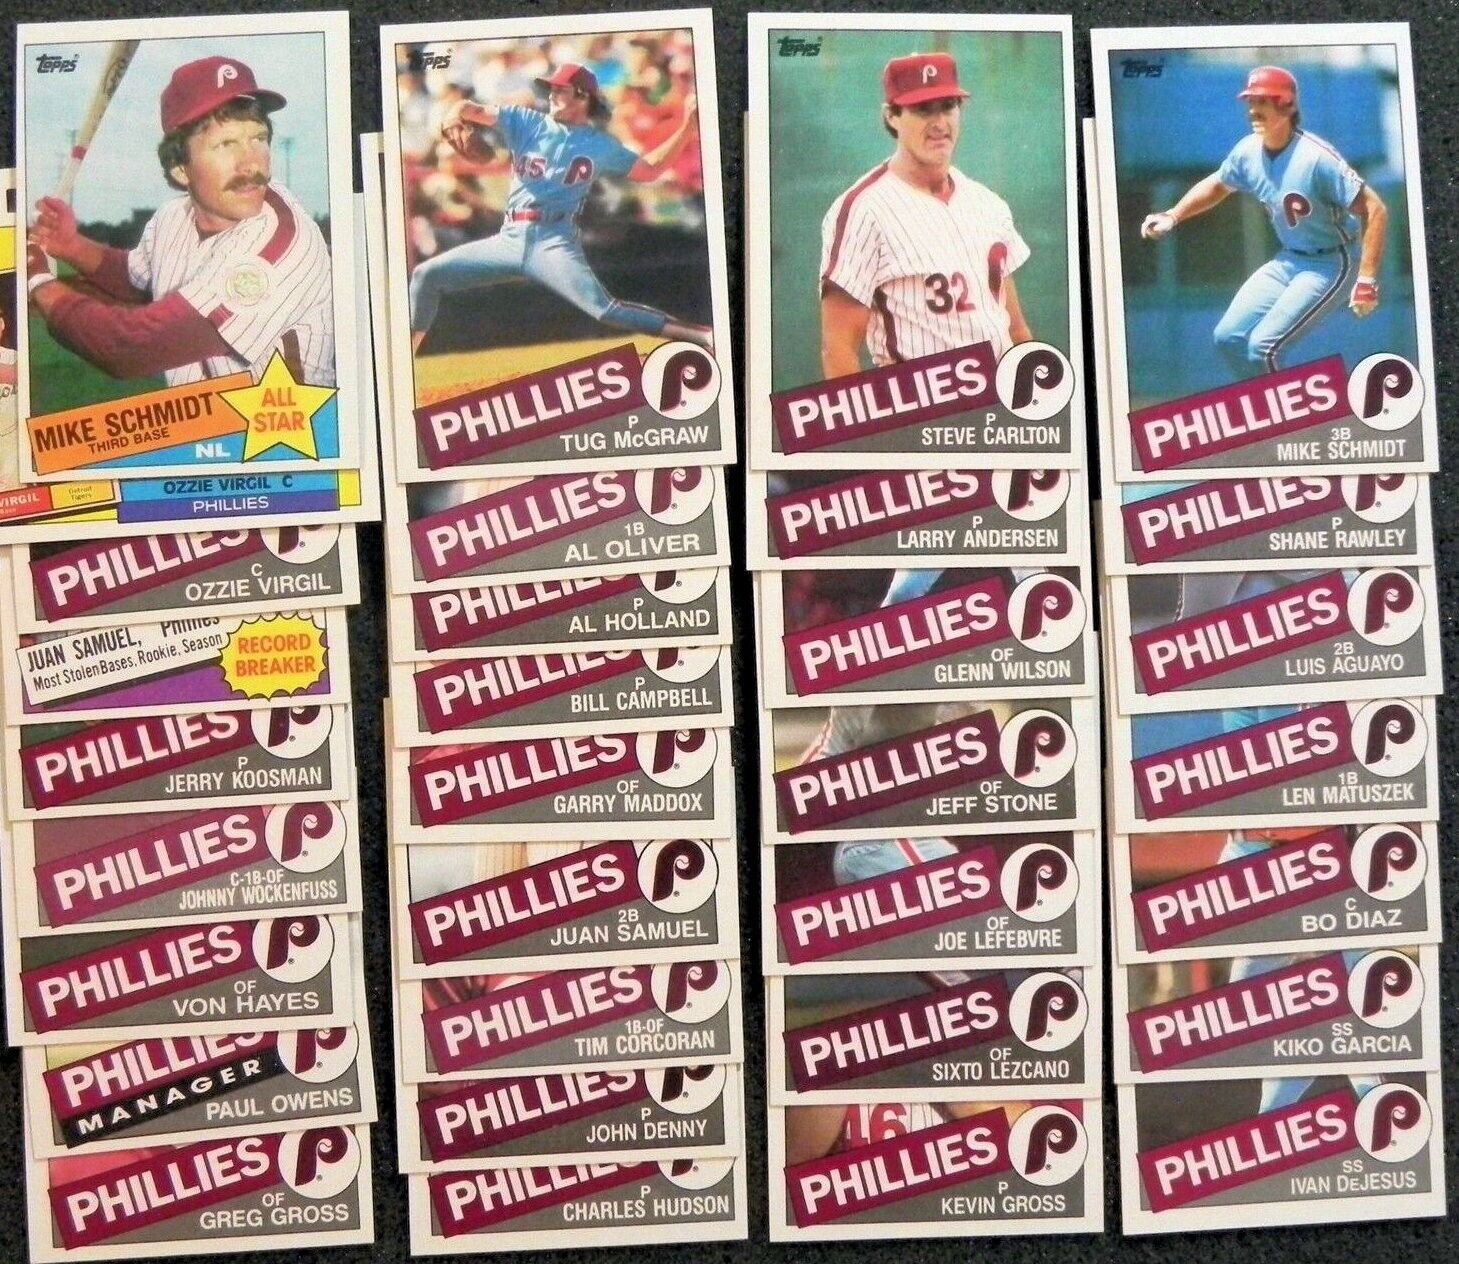 Topps
MIKE SCHMIDT
THIRD BASE
ALL
STAR
NL
VIRGIL
Detroit
Tigers
OZZIE VIRGIL C
PHILLIES
PHILLIES
C
OZZIE VIRGIL
JUAN SAMUEL, Phillies
Most Stolen Bases, Rookie, Season
RECORD
BREAKER
PHILLIES
P
JERRY KOOSMAN
PHILLIES
C-1B-OF
JOHNNY WOCKENFUSS
PHILLIES
OF
VON HAYES
PHILLIES
MANAGER
PAUL OWENS
PHILLIES
OF
GREG GROSS
Topps
45
P
PHILLIES
P
P
TUG McGRAW
PHILLIES
1B
AL OLIVER
PHILLIES
P
AL HOLLAND
PHILLIES
P
BILL CAMPBELL
PHILLIES
OF
GARRY MADDOX
PHILLIES
2B
JUAN SAMUEL
PHILLIES
1B-OF
TIM CORCORAN
PHILLIES
P
JOHN DENNY
PHILLIES
P
CHARLES HUDSON
Topps
P
32
PHILLIES
P
P
STEVE CARLTON
PHILLIES
P
LARRY ANDERSEN
PHILLIES
OF
GLENN WILSON
PHILLIES
OF
JEFF STONE
PHILLIES
OF
JOE LEFEBVRE
PHILLIES
OF
SIXTO LEZCANO
16
PHILLIES
P
KEVIN GROSS
Topps
P
PHILLIES
P
3B
MIKE SCHMIDT
PHILLIES
P
SHANE RAWLEY
PHILLIES
2B
LUIS AGUAYO
PHILLIES
1B
LEN MATUSZEK
PHILLIES
C
BO DIAZ
PHILLIES
SS
KIKO GARCIA
PHILLIES
SS
IVAN DeJESUS